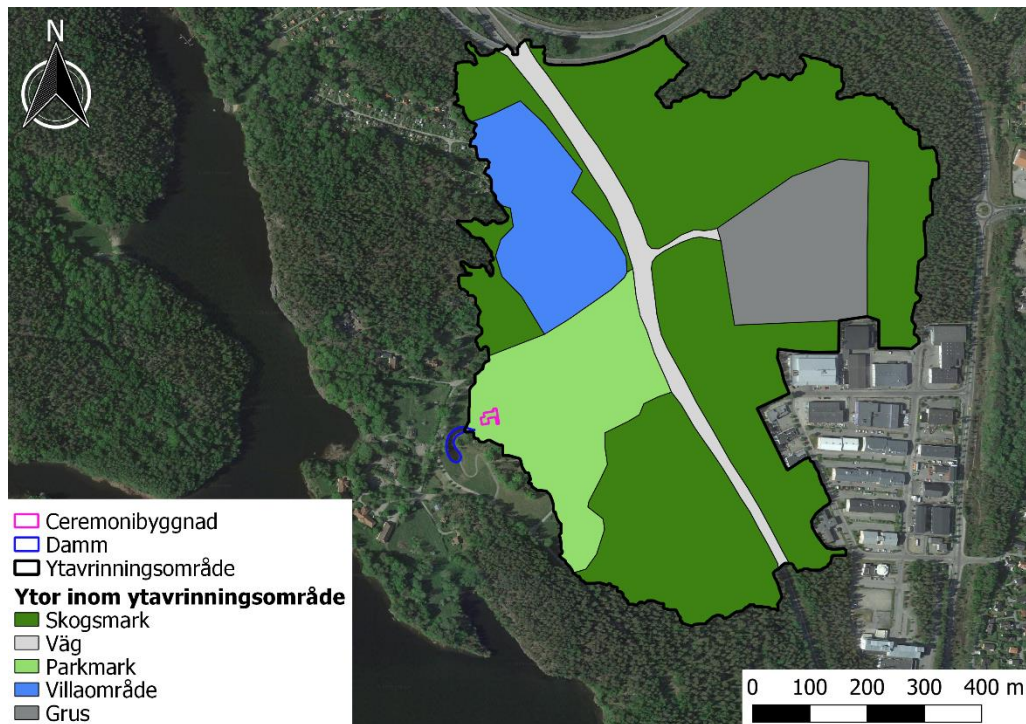 N
Ceremonibyggnad
Damm
Ytavrinningsområde
Ytor inom ytavrinningsområde
Skogsmark
Väg
Parkmark
Villaområde
Grus
0 100 200 300 400 m